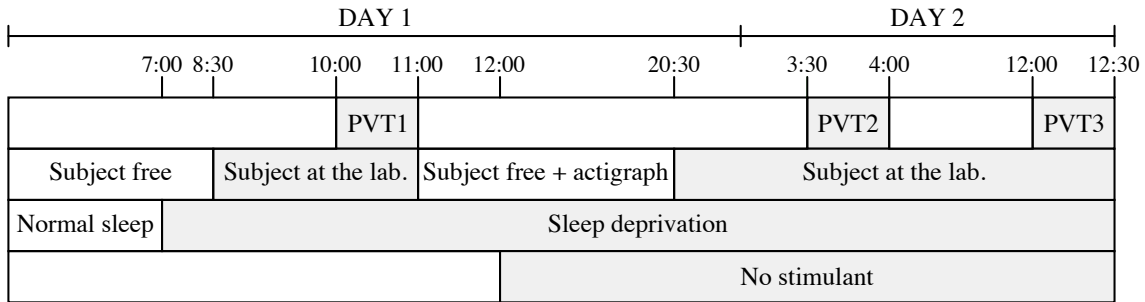 DAY 1 DAY 2
7:00 8:30 10:00 11:00 12:00 20:30 3:30 4:00 12:00 12:30
PVT1 PVT2 PVT3
Subject free Subject at the lab. Subject free + actigraph Subject at the lab.
Normal sleep Sleep deprivation
No stimulant